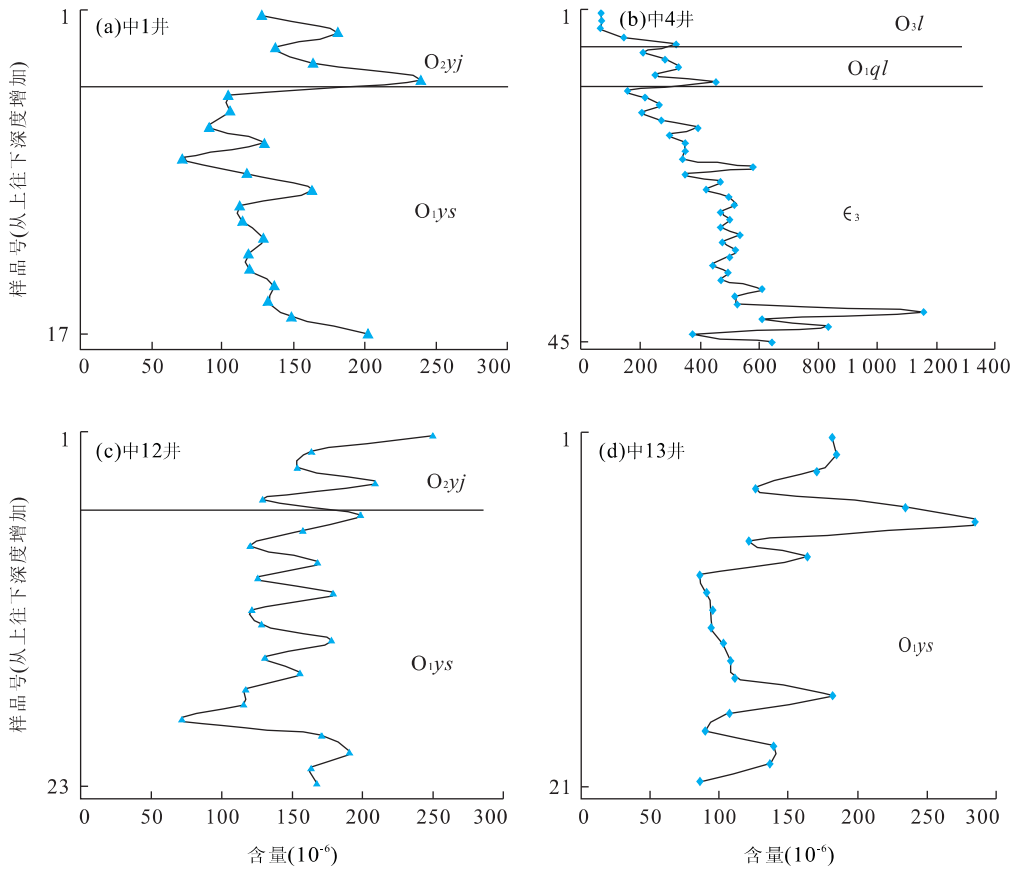 (a)中1井
1
O₂yj
O₁ys
17
0 50 100 150 200 250 300
样品号(从上往下深度增加)
(b)中4井
1
O₃l
O₁ql
ϵ₃
45
0 200 400 600 800 1 000 1 200 1 400
(c)中12井
1
O₂yj
O₁ys
23
0 50 100 150 200 250 300
样品号(从上往下深度增加)
含量(10⁻⁶)
(d)中13井
1
O₁ys
21
0 50 100 150 200 250 300
含量(10⁻⁶)